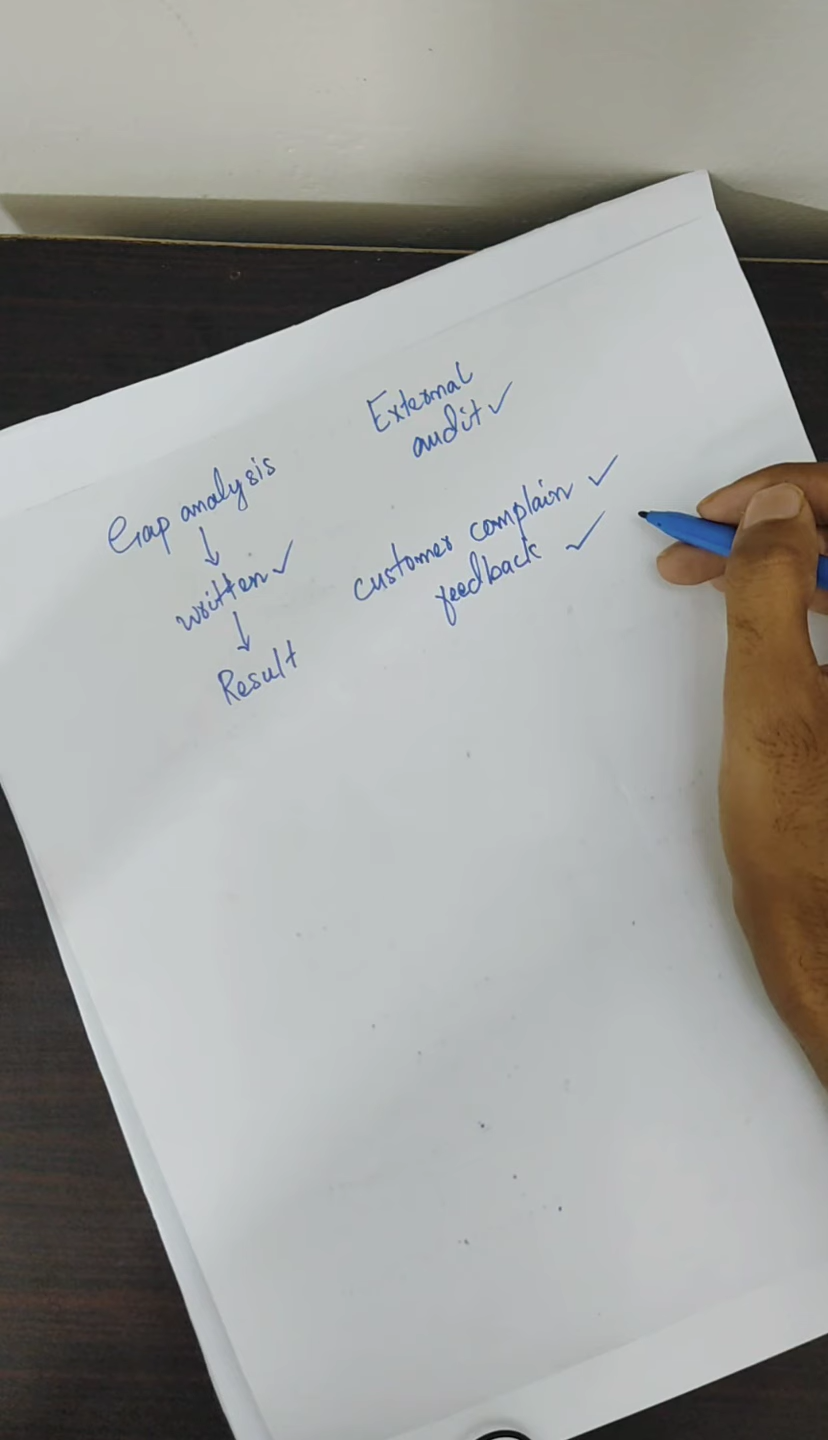 Gap analysis
↓
written ✓
↓
Result
External
audit ✓
customer complain ✓
feedback ✓